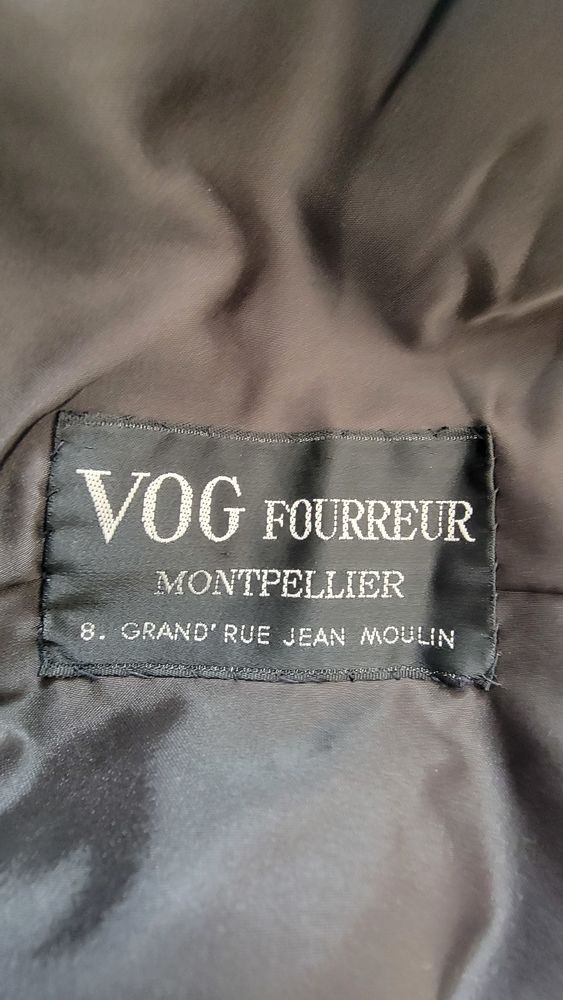 VOG FOURREUR
MONTPELLIER
8. GRAND' RUE JEAN MOULIN